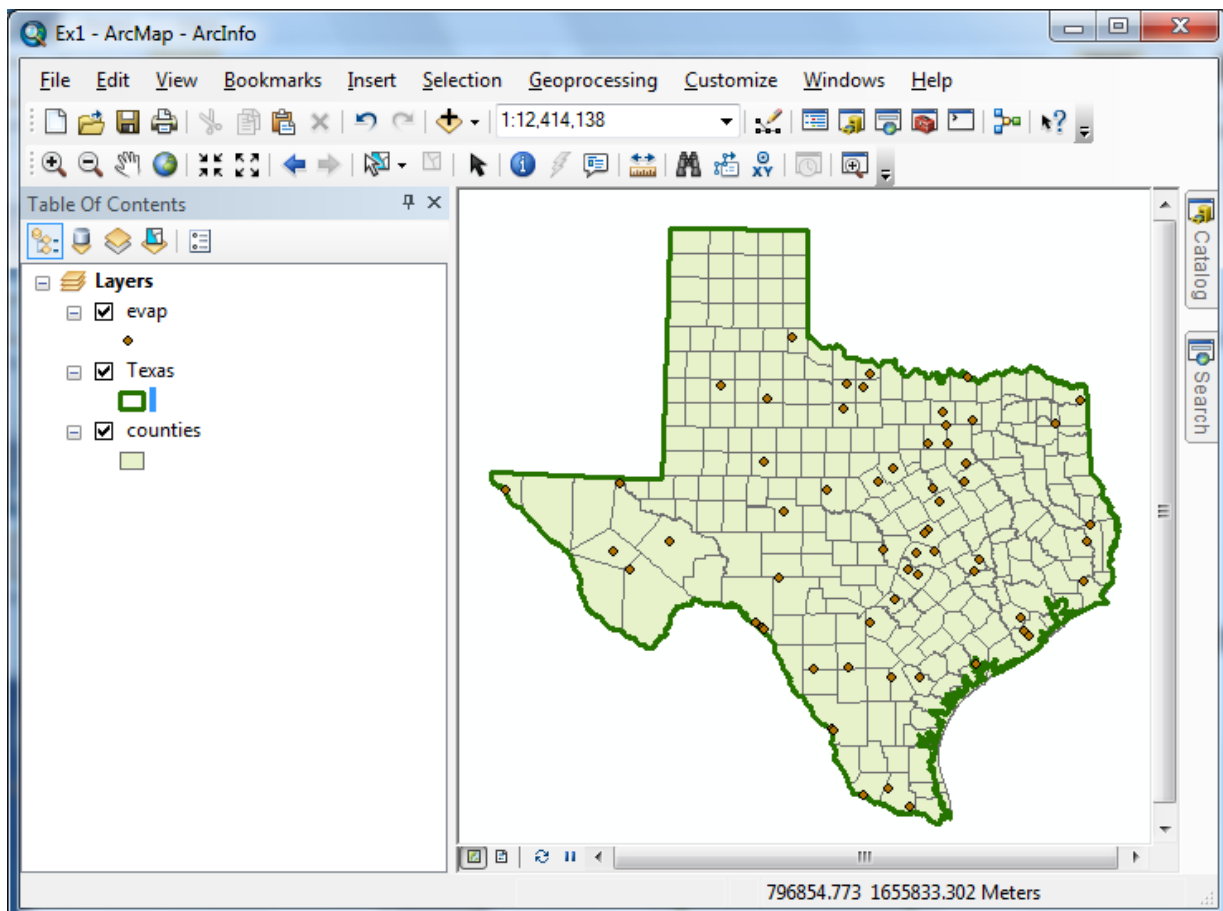 Ex1 - ArcMap - ArcInfo
File Edit View Bookmarks Insert Selection Geoprocessing Customize Windows Help
1:12,414,138
XY
Table Of Contents
Layers
evap
Texas
counties
Catalog
Search
796854.773 1655833.302 Meters